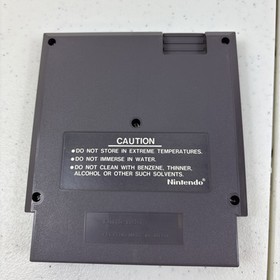 CAUTION
•DO NOT STORE IN EXTREME TEMPERATURES.
•DO NOT IMMERSE IN WATER.
•DO NOT CLEAN WITH BENZENE, THINNER,
ALCOHOL OR OTHER SUCH SOLVENTS.
Nintendo®